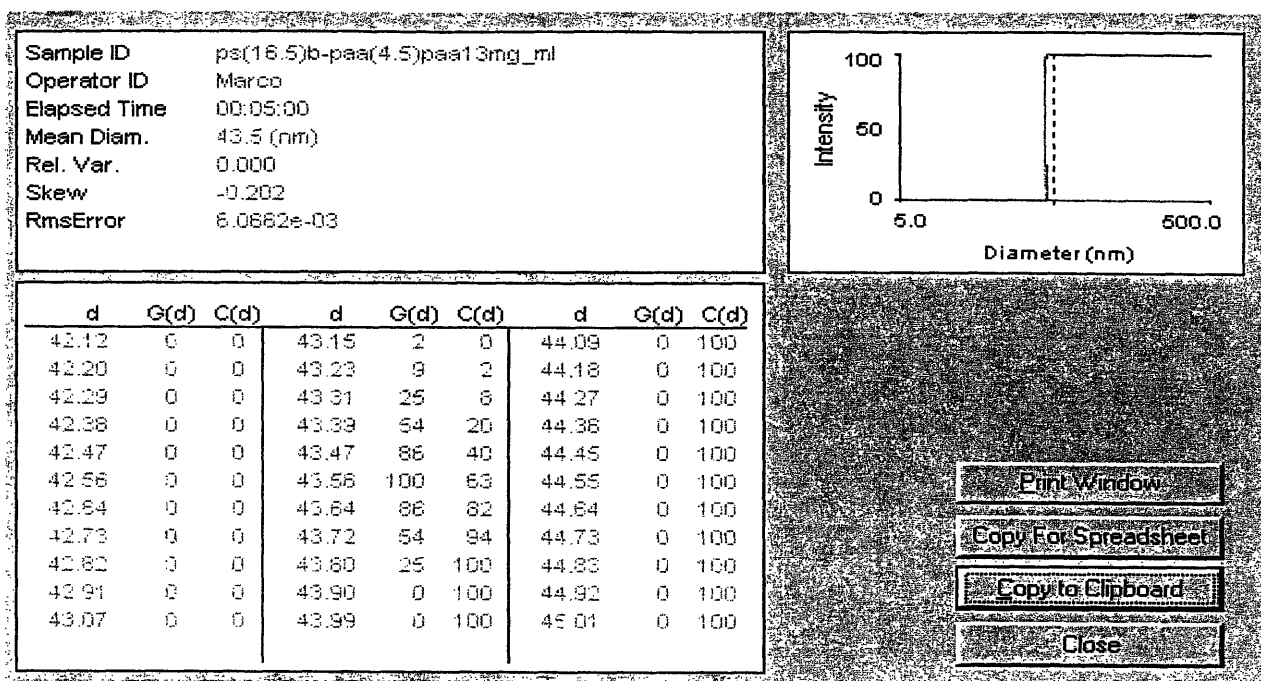 Sample ID ps(16.5)b-paa(4.5)paa13mg_ml
Operator ID Marco
Elapsed Time 00:05:00
Mean Diam. 43.5 (nm)
Rel. Var. 0.000
Skew -0.202
RmsError 6.0662e-03
100
50
0
Intensity
5.0 500.0
Diameter (nm)
d G(d) C(d) d G(d) C(d) d G(d) C(d)
42.12 0 0 43.15 2 0 44.09 0 100
42.20 0 0 43.23 9 2 44.18 0 100
42.29 0 0 43.31 25 8 44.27 0 100
42.38 0 0 43.39 54 20 44.36 0 100
42.47 0 0 43.47 86 40 44.45 0 100
42.56 0 0 43.56 100 63 44.55 0 100
42.64 0 0 43.64 86 82 44.64 0 100
42.73 0 0 43.72 54 94 44.73 0 100
42.82 0 0 43.80 25 100 44.83 0 100
42.91 0 0 43.90 0 100 44.92 0 100
43.07 0 0 43.99 0 100 45.01 0 100
Print Window
Copy For Spreadsheet
Copy to Clipboard
Close